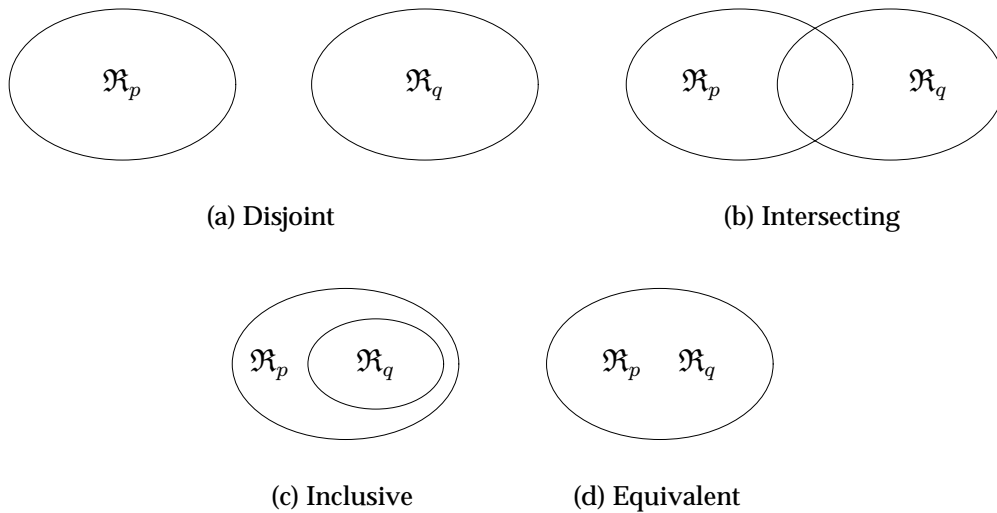 ℜp ℜq ℜp ℜq
(a) Disjoint (b) Intersecting
ℜp ℜq ℜp ℜq
(c) Inclusive (d) Equivalent